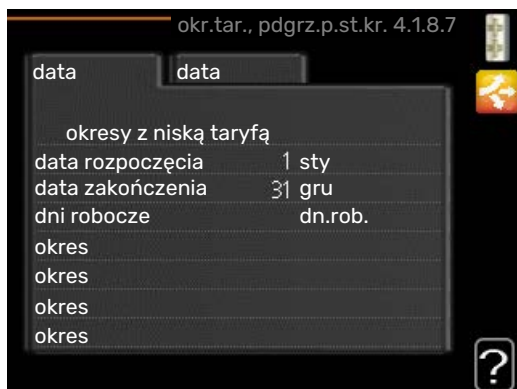 okr.tar., pdgrz.p.st.kr. 4.1.8.7
data data
okresy z niską taryfą
data rozpoczęcia 1 sty
data zakończenia 31 gru
dni robocze dn.rob.
okres
okres
okres
okres
?